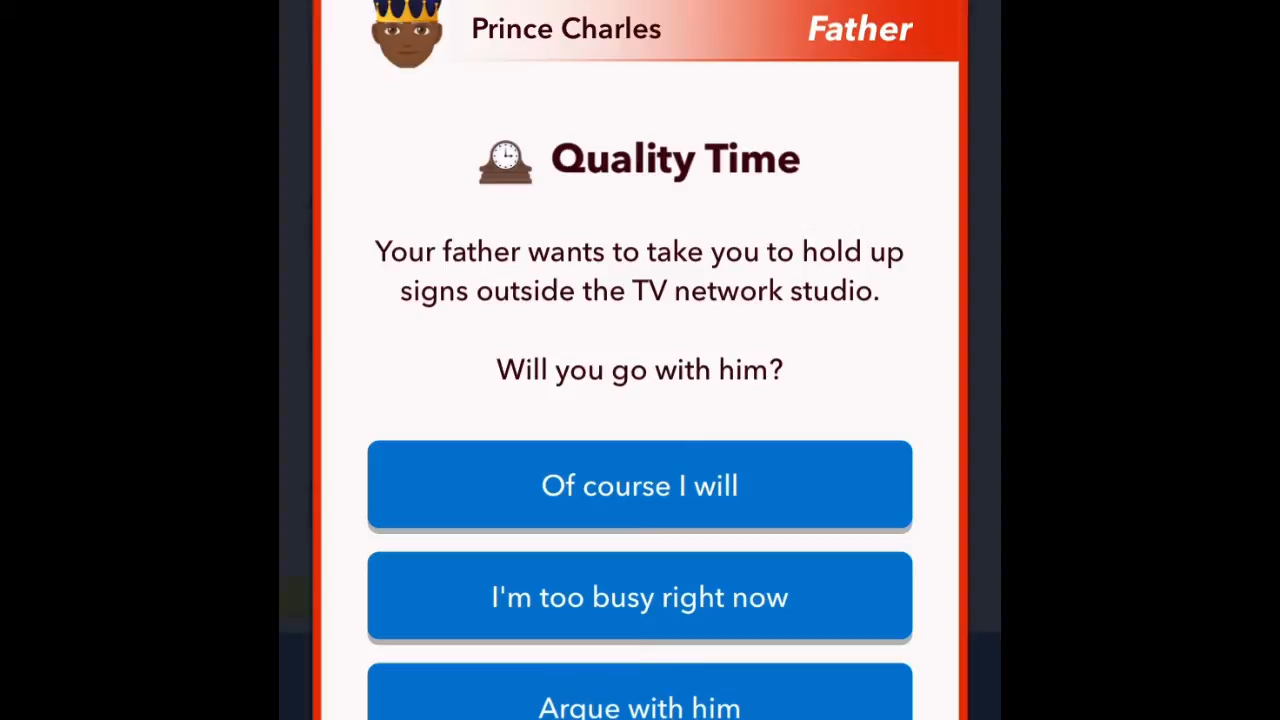 Prince Charles
Father
Quality Time
Your father wants to take you to hold up
signs outside the TV network studio.
Will you go with him?
Of course I will
I'm too busy right now
Argue with him